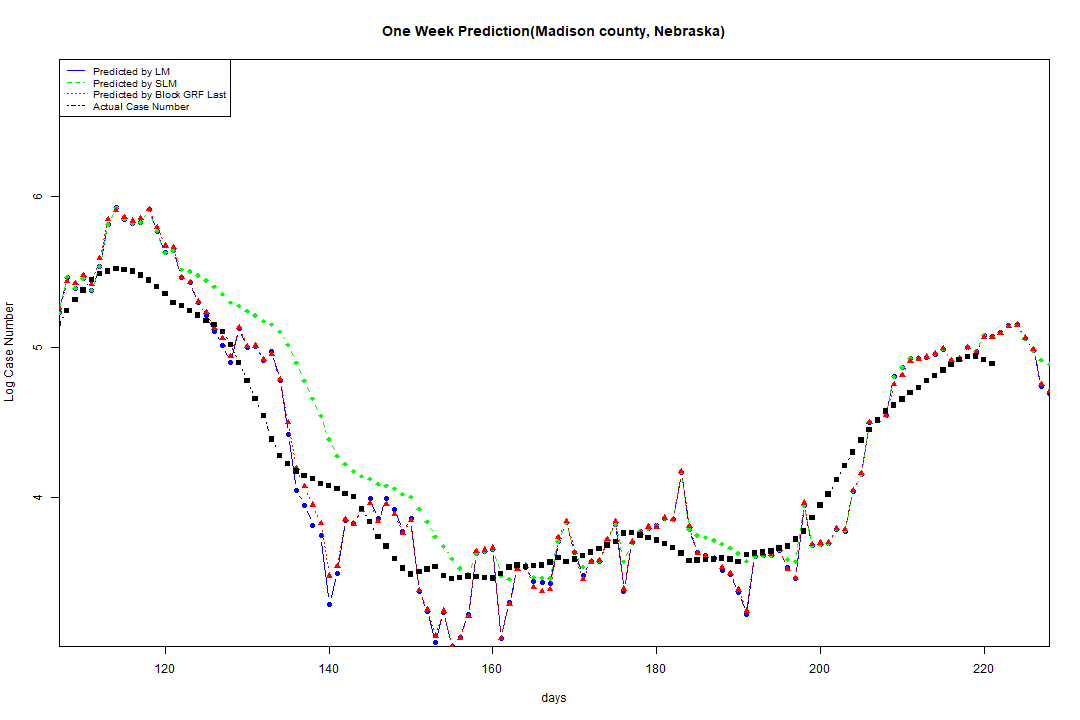 One Week Prediction(Madison county, Nebraska)
Predicted by LM
Predicted by SLM
Predicted by Block GRF Last
Actual Case Number
6
5
4
Log Case Number
120 140 160 180 200 220
days